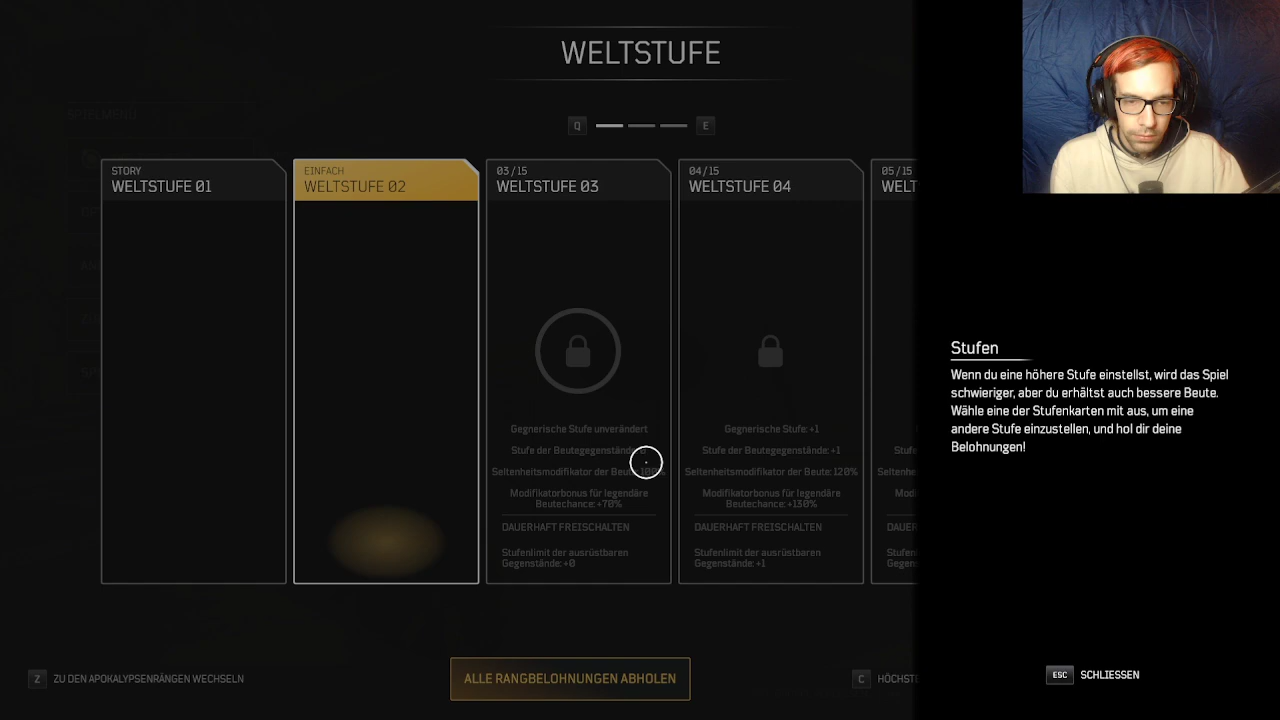 WELTSTUFE
SPIELMENÜ
Q
E
STORY
WELTSTUFE 01
EINFACH
WELTSTUFE 02
03/15
WELTSTUFE 03
Gegnerische Stufe unverändert
Stufe der Beutegegenstände: 0
Seltenheitsmodifikator der Beute: 100%
Modifikatorbonus für legendäre
Beutechance: +70%
DAUERHAFT FREISCHALTEN
Stufenlimit der ausrüstbaren
Gegenstände: +0
04/15
WELTSTUFE 04
Gegnerische Stufe: +1
Stufe der Beutegegenstände: +1
Seltenheitsmodifikator der Beute: 120%
Modifikatorbonus für legendäre
Beutechance: +130%
DAUERHAFT FREISCHALTEN
Stufenlimit der ausrüstbaren
Gegenstände: +1
05/15
WELT
Stufen
Wenn du eine höhere Stufe einstellst, wird das Spiel
schwieriger, aber du erhältst auch bessere Beute.
Wähle eine der Stufenkarten mit aus, um eine
andere Stufe einzustellen, und hol dir deine
Belohnungen!
Z ZU DEN APOKALYPSENRÄNGEN WECHSELN
ALLE RANGBELOHNUNGEN ABHOLEN
C HÖCHST
ESC SCHLIESSEN